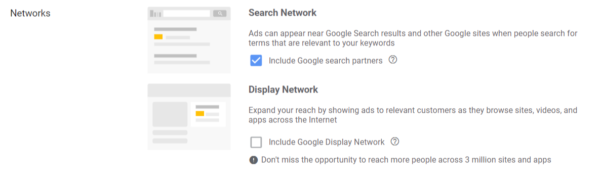 Networks
Search Network
Ads can appear near Google Search results and other Google sites when people search for
terms that are relevant to your keywords
Include Google search partners
Display Network
Expand your reach by showing ads to relevant customers as they browse sites, videos, and
apps across the Internet
Include Google Display Network
Don't miss the opportunity to reach more people across 3 million sites and apps